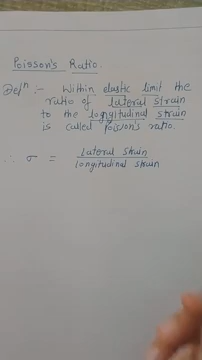 Poisson's Ratio.
Defⁿ :- Within elastic limit the
ratio of lateral strain
to the longitudinal strain
is called poision's ratio.
∴ σ = Lateral strain / longitudinal strain